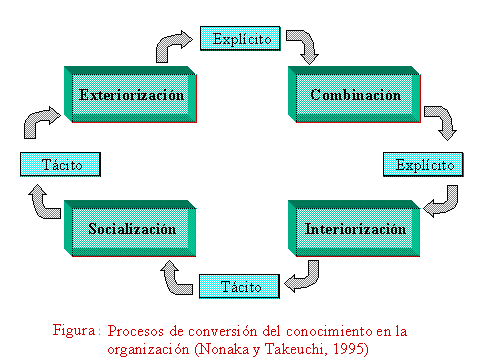 Explícito
Exteriorización
Combinación
Tácito
Explícito
Socialización
Interiorización
Tácito
Figura: Procesos de conversión del conocimiento en la
organización (Nonaka y Takeuchi, 1995)